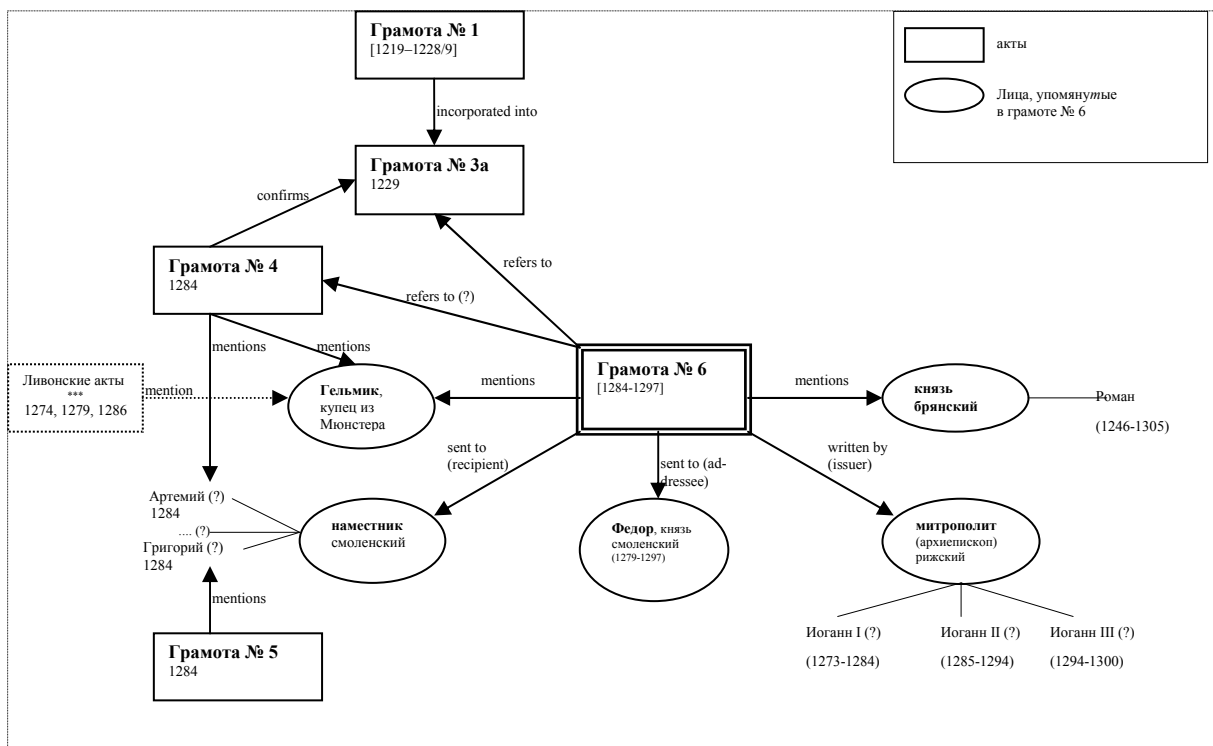 Грамота № 1
[1219–1228/9]
акты
Лица, упомянутые
в грамоте № 6
incorporated into
Грамота № 3а
1229
confirms
refers to
Грамота № 4
1284
refers to (?)
mentions
mentions
Ливонские акты
***
1274, 1279, 1286
mention
Гельмик,
купец из
Мюнстера
mentions
Грамота № 6
[1284-1297]
mentions
князь
брянский
Роман
(1246-1305)
sent to
(recipient)
sent to (ad-
dressee)
written by
(issuer)
Артемий (?)
1284
.... (?)
Григорий (?)
1284
наместник
смоленский
Федор, князь
смоленский
(1279-1297)
митрополит
(архиепископ)
рижский
mentions
Грамота № 5
1284
Иоганн I (?)
(1273-1284)
Иоганн II (?)
(1285-1294)
Иоганн III (?)
(1294-1300)